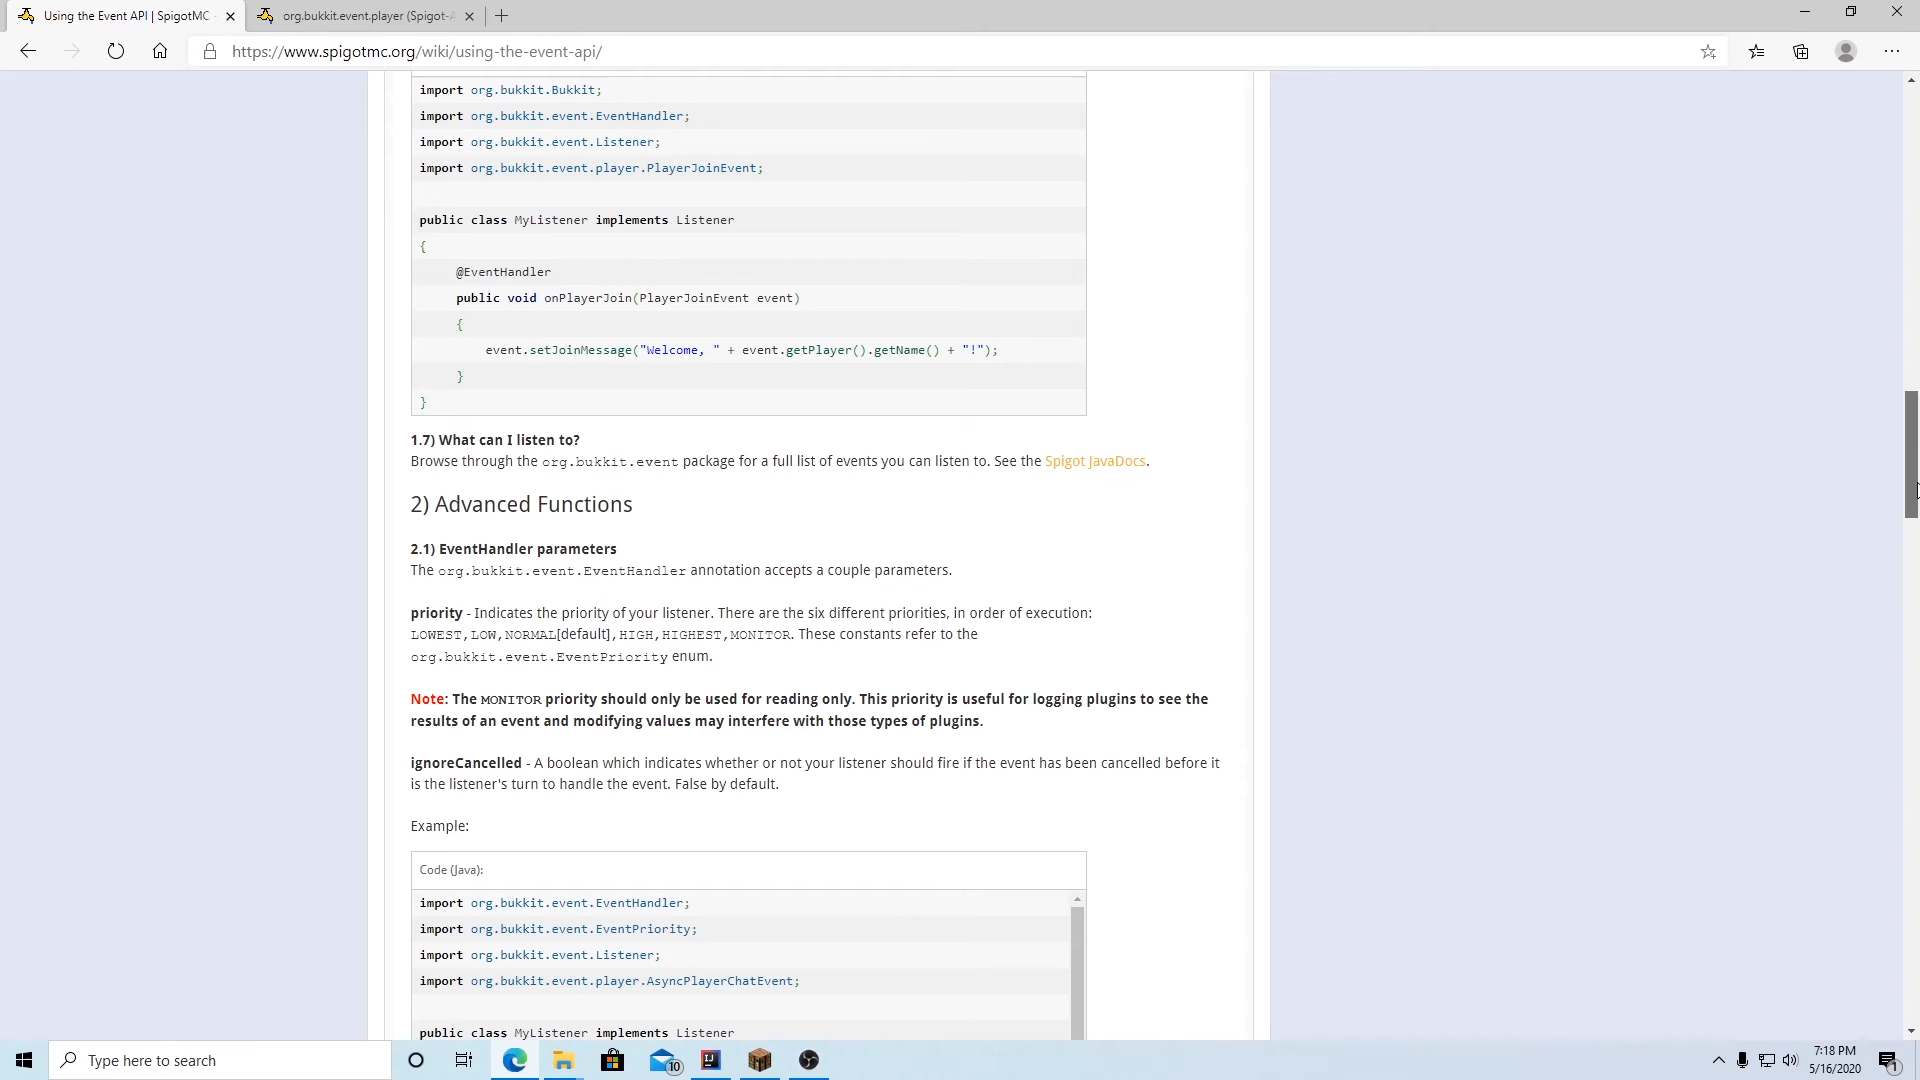 Using the Event API | SpigotMC -
org.bukkit.event.player (Spigot-A
https://www.spigotmc.org/wiki/using-the-event-api/
import org.bukkit.Bukkit;
import org.bukkit.event.EventHandler;
import org.bukkit.event.Listener;
import org.bukkit.event.player.PlayerJoinEvent;
public class MyListener implements Listener
{
@EventHandler
public void onPlayerJoin(PlayerJoinEvent event)
{
event.setJoinMessage("Welcome, " + event.getPlayer().getName() + "!");
}
}
1.7) What can I listen to?
Browse through the org.bukkit.event package for a full list of events you can listen to. See the Spigot JavaDocs.
2) Advanced Functions
2.1) EventHandler parameters
The org.bukkit.event.EventHandler annotation accepts a couple parameters.
priority - Indicates the priority of your listener. There are the six different priorities, in order of execution:
LOWEST,LOW,NORMAL[default],HIGH,HIGHEST,MONITOR. These constants refer to the
org.bukkit.event.EventPriority enum.
Note: The MONITOR priority should only be used for reading only. This priority is useful for logging plugins to see the
results of an event and modifying values may interfere with those types of plugins.
ignoreCancelled - A boolean which indicates whether or not your listener should fire if the event has been cancelled before it
is the listener's turn to handle the event. False by default.
Example:
Code (Java):
import org.bukkit.event.EventHandler;
import org.bukkit.event.EventPriority;
import org.bukkit.event.Listener;
import org.bukkit.event.player.AsyncPlayerChatEvent;
public class MyListener implements Listener
Type here to search
10
IJ
7:18 PM
5/16/2020
1